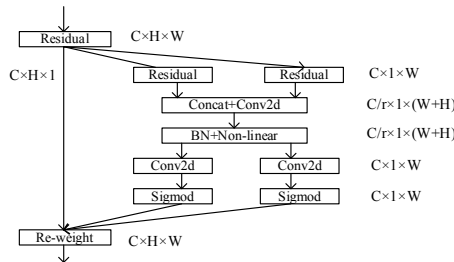 Residual C×H×W
C×H×1 Residual Residual C×1×W
Concat+Conv2d C/r×1×(W+H)
BN+Non-linear C/r×1×(W+H)
Conv2d Conv2d C×1×W
Sigmod Sigmod C×1×W
Re-weight C×H×W